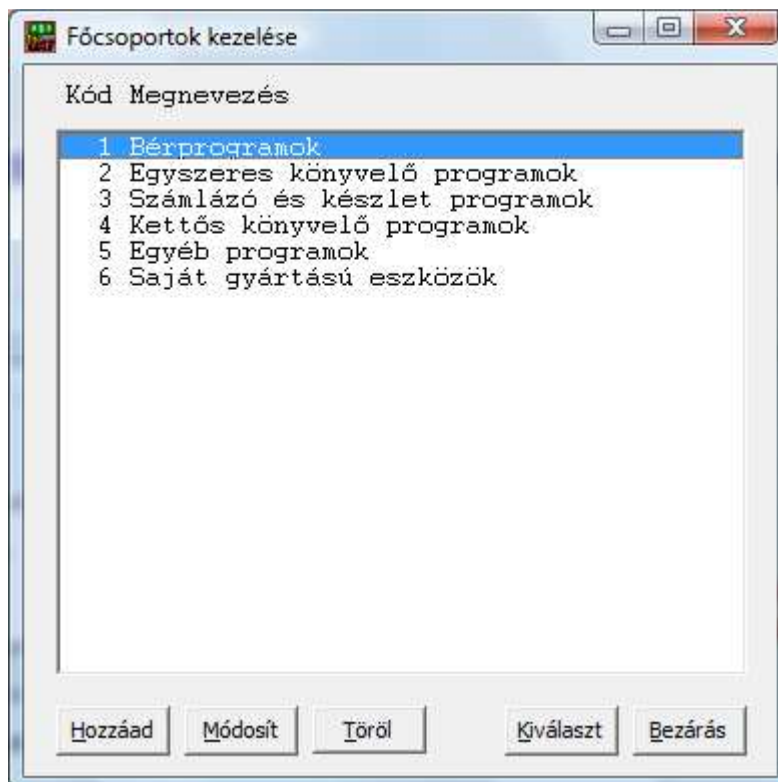 Főcsoportok kezelése
Kód Megnevezés
1 Bérprogramok
2 Egyszeres könyvelő programok
3 Számlázó és készlet programok
4 Kettős könyvelő programok
5 Egyéb programok
6 Saját gyártású eszközök
Hozzáad Módosít Töröl Kiválaszt Bezárás